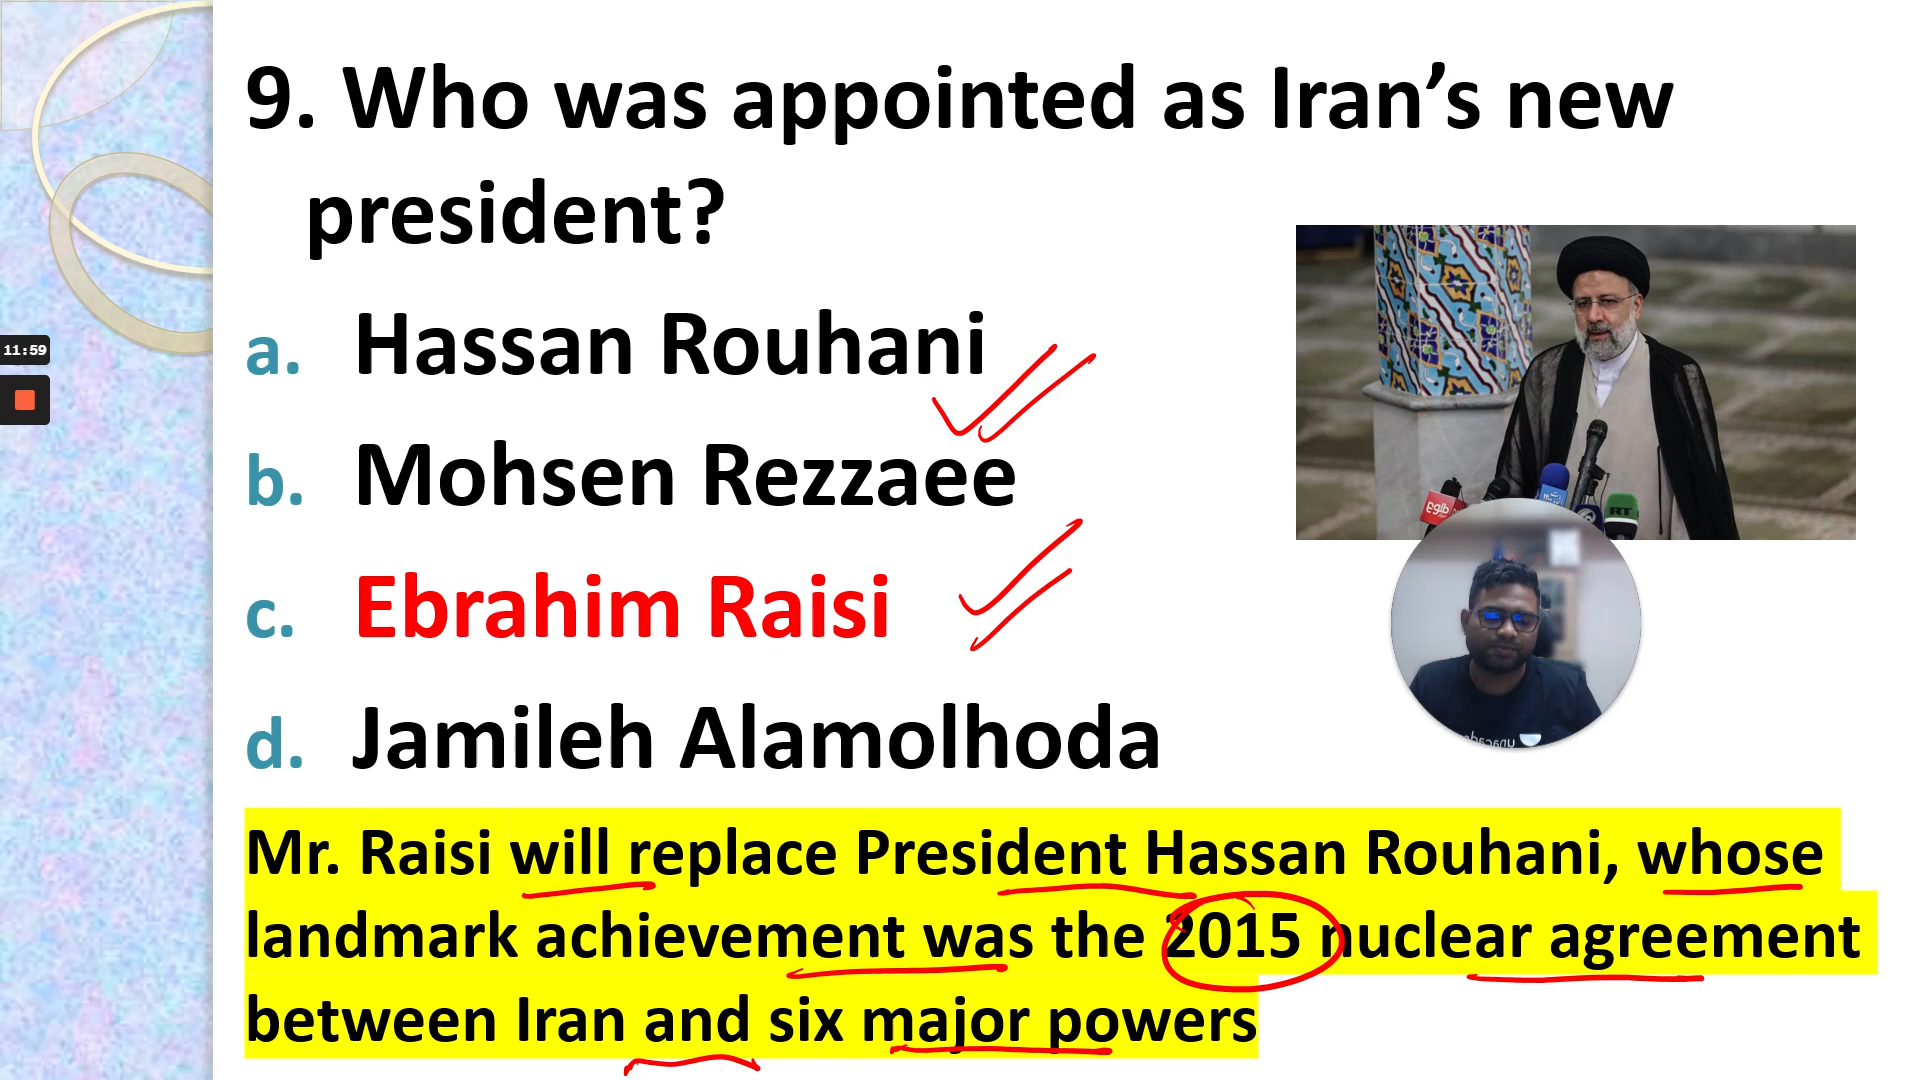 9. Who was appointed as Iran’s new
president?
a. Hassan Rouhani
b. Mohsen Rezzaee
c. Ebrahim Raisi
d. Jamileh Alamolhoda
Mr. Raisi will replace President Hassan Rouhani, whose
landmark achievement was the 2015 nuclear agreement
between Iran and six major powers
11:59
RT